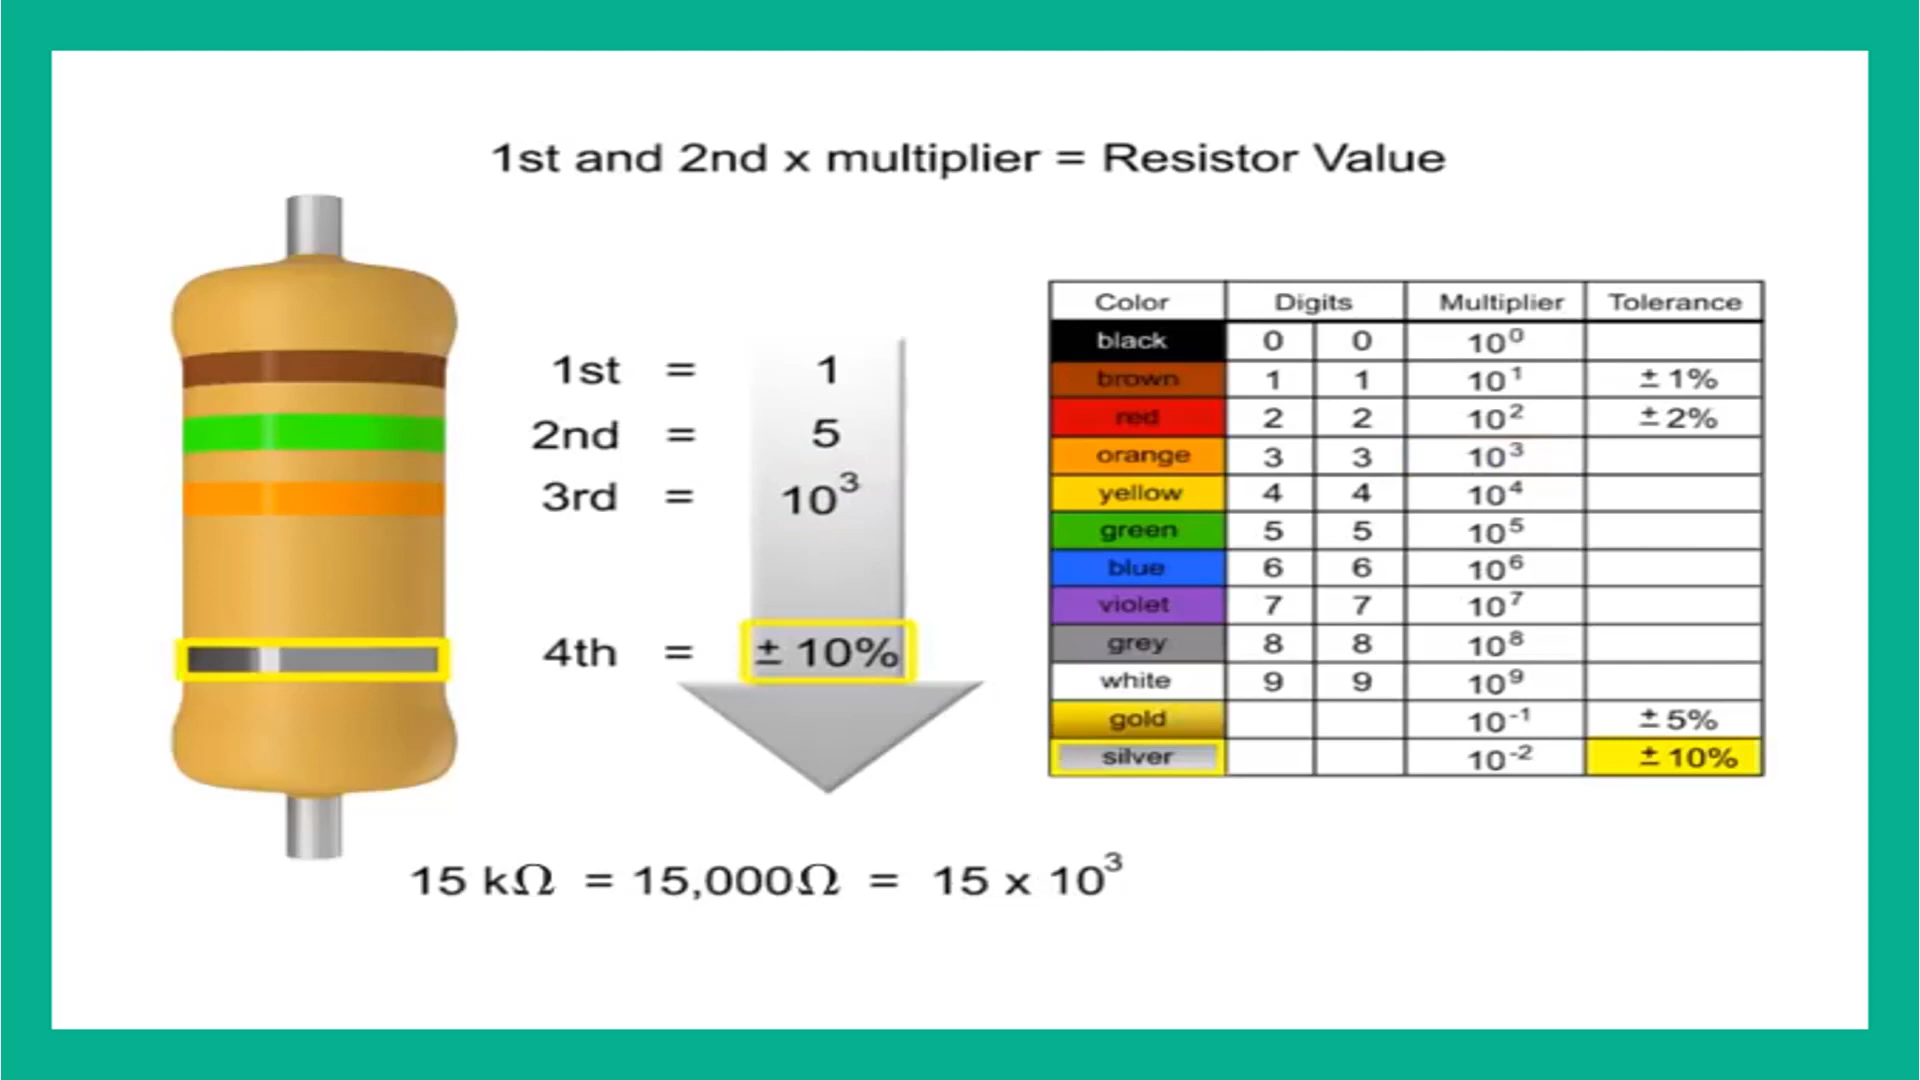 1st and 2nd x multiplier = Resistor Value
1st = 1
2nd = 5
3rd = 10³
4th = ± 10%
Color Digits Multiplier Tolerance
black 0 0 10⁰
brown 1 1 10¹ ± 1%
red 2 2 10² ± 2%
orange 3 3 10³
yellow 4 4 10⁴
green 5 5 10⁵
blue 6 6 10⁶
violet 7 7 10⁷
grey 8 8 10⁸
white 9 9 10⁹
gold 10⁻¹ ± 5%
silver 10⁻² ± 10%
15 kΩ = 15,000Ω = 15 x 10³